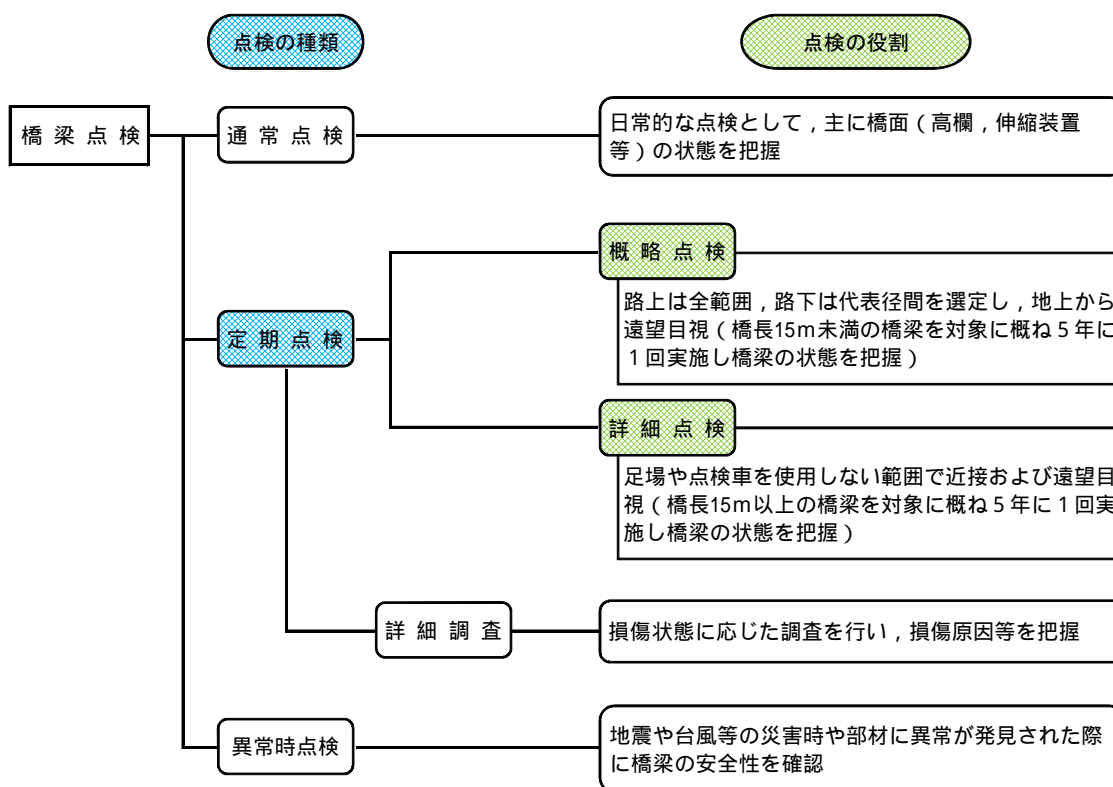 点検の種類
点検の役割
橋梁点検
通常点検
日常的な点検として，主に橋面（高欄，伸縮装置
等）の状態を把握
概略点検
路上は全範囲，路下は代表径間を選定し，地上から
遠望目視（橋長15m未満の橋梁を対象に概ね５年に
１回実施し橋梁の状態を把握）
定期点検
詳細点検
足場や点検車を使用しない範囲で近接および遠望目
視（橋長15m以上の橋梁を対象に概ね５年に１回実
施し橋梁の状態を把握）
詳細調査
損傷状態に応じた調査を行い，損傷原因等を把握
異常時点検
地震や台風等の災害時や部材に異常が発見された際
に橋梁の安全性を確認